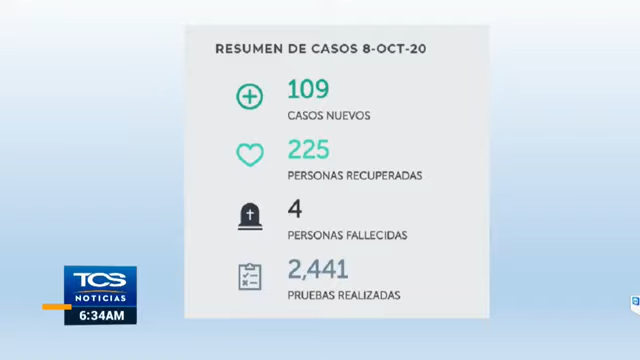 RESUMEN DE CASOS 8-OCT-20
109
CASOS NUEVOS
225
PERSONAS RECUPERADAS
4
PERSONAS FALLECIDAS
2,441
PRUEBAS REALIZADAS
TCS
NOTICIAS
6:34AM